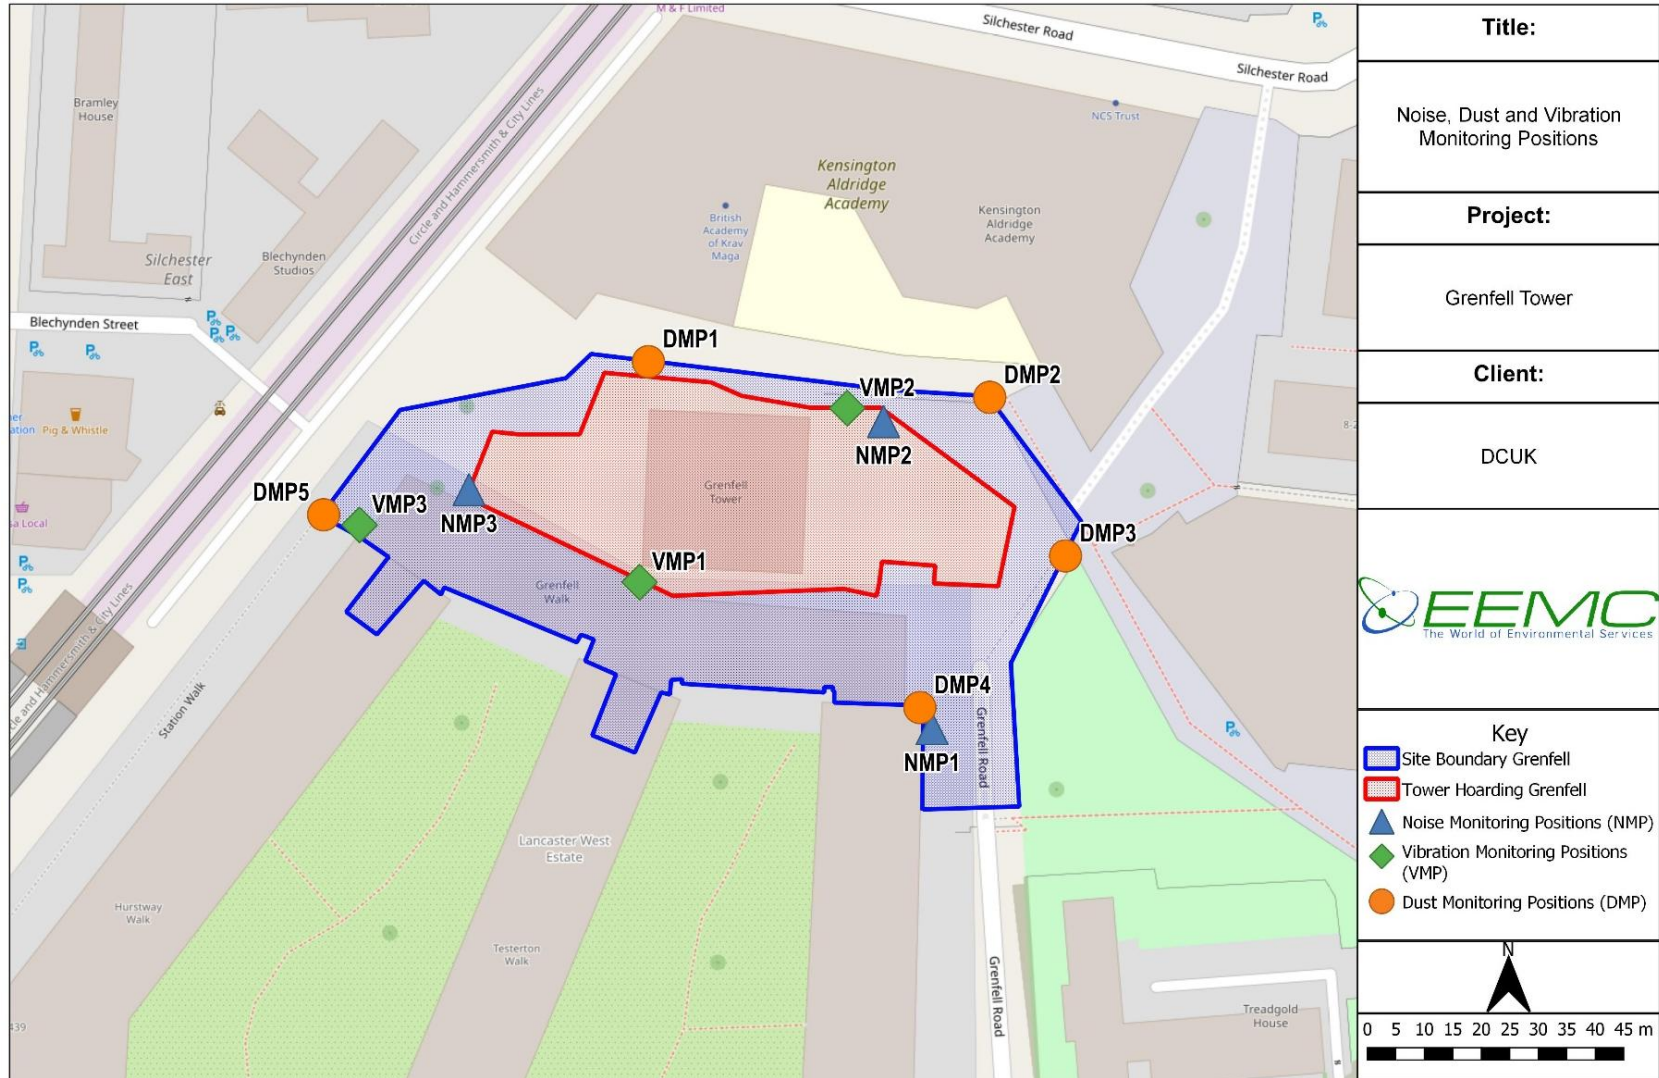 M & F Limited
Silchester Road
Silchester Road
Bramley
House
Circle and Hammersmith & City Lines
NCS Trust
Kensington
Aldridge
Academy
British
Academy
of Krav
Maga
Kensington
Aldridge
Academy
Silchester
East
Blechynden
Studios
Blechynden Street
Pig & Whistle
DMP1
VMP2
DMP2
NMP2
Grenfell
Tower
DMP5
VMP3
NMP3
DMP3
VMP1
Grenfell
Walk
DMP4
NMP1
Grenfell Road
Station Walk
Lancaster West
Estate
Hurstway
Walk
Testerton
Walk
Grenfell Road
Treadgold
House
439
Title:
Noise, Dust and Vibration
Monitoring Positions
Project:
Grenfell Tower
Client:
DCUK
EEMC
The World of Environmental Services
Key
Site Boundary Grenfell
Tower Hoarding Grenfell
Noise Monitoring Positions (NMP)
Vibration Monitoring Positions
(VMP)
Dust Monitoring Positions (DMP)
N
0 5 10 15 20 25 30 35 40 45 m